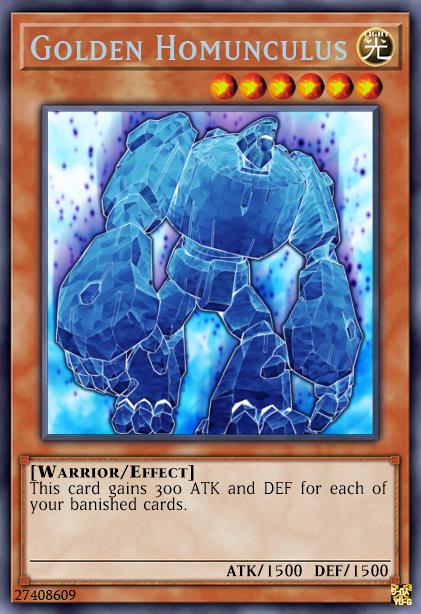 GOLDEN HOMUNCULUS
LIGHT
光
[WARRIOR/EFFECT]
This card gains 300 ATK and DEF for each of
your banished cards.
ATK/1500 DEF/1500
27408609